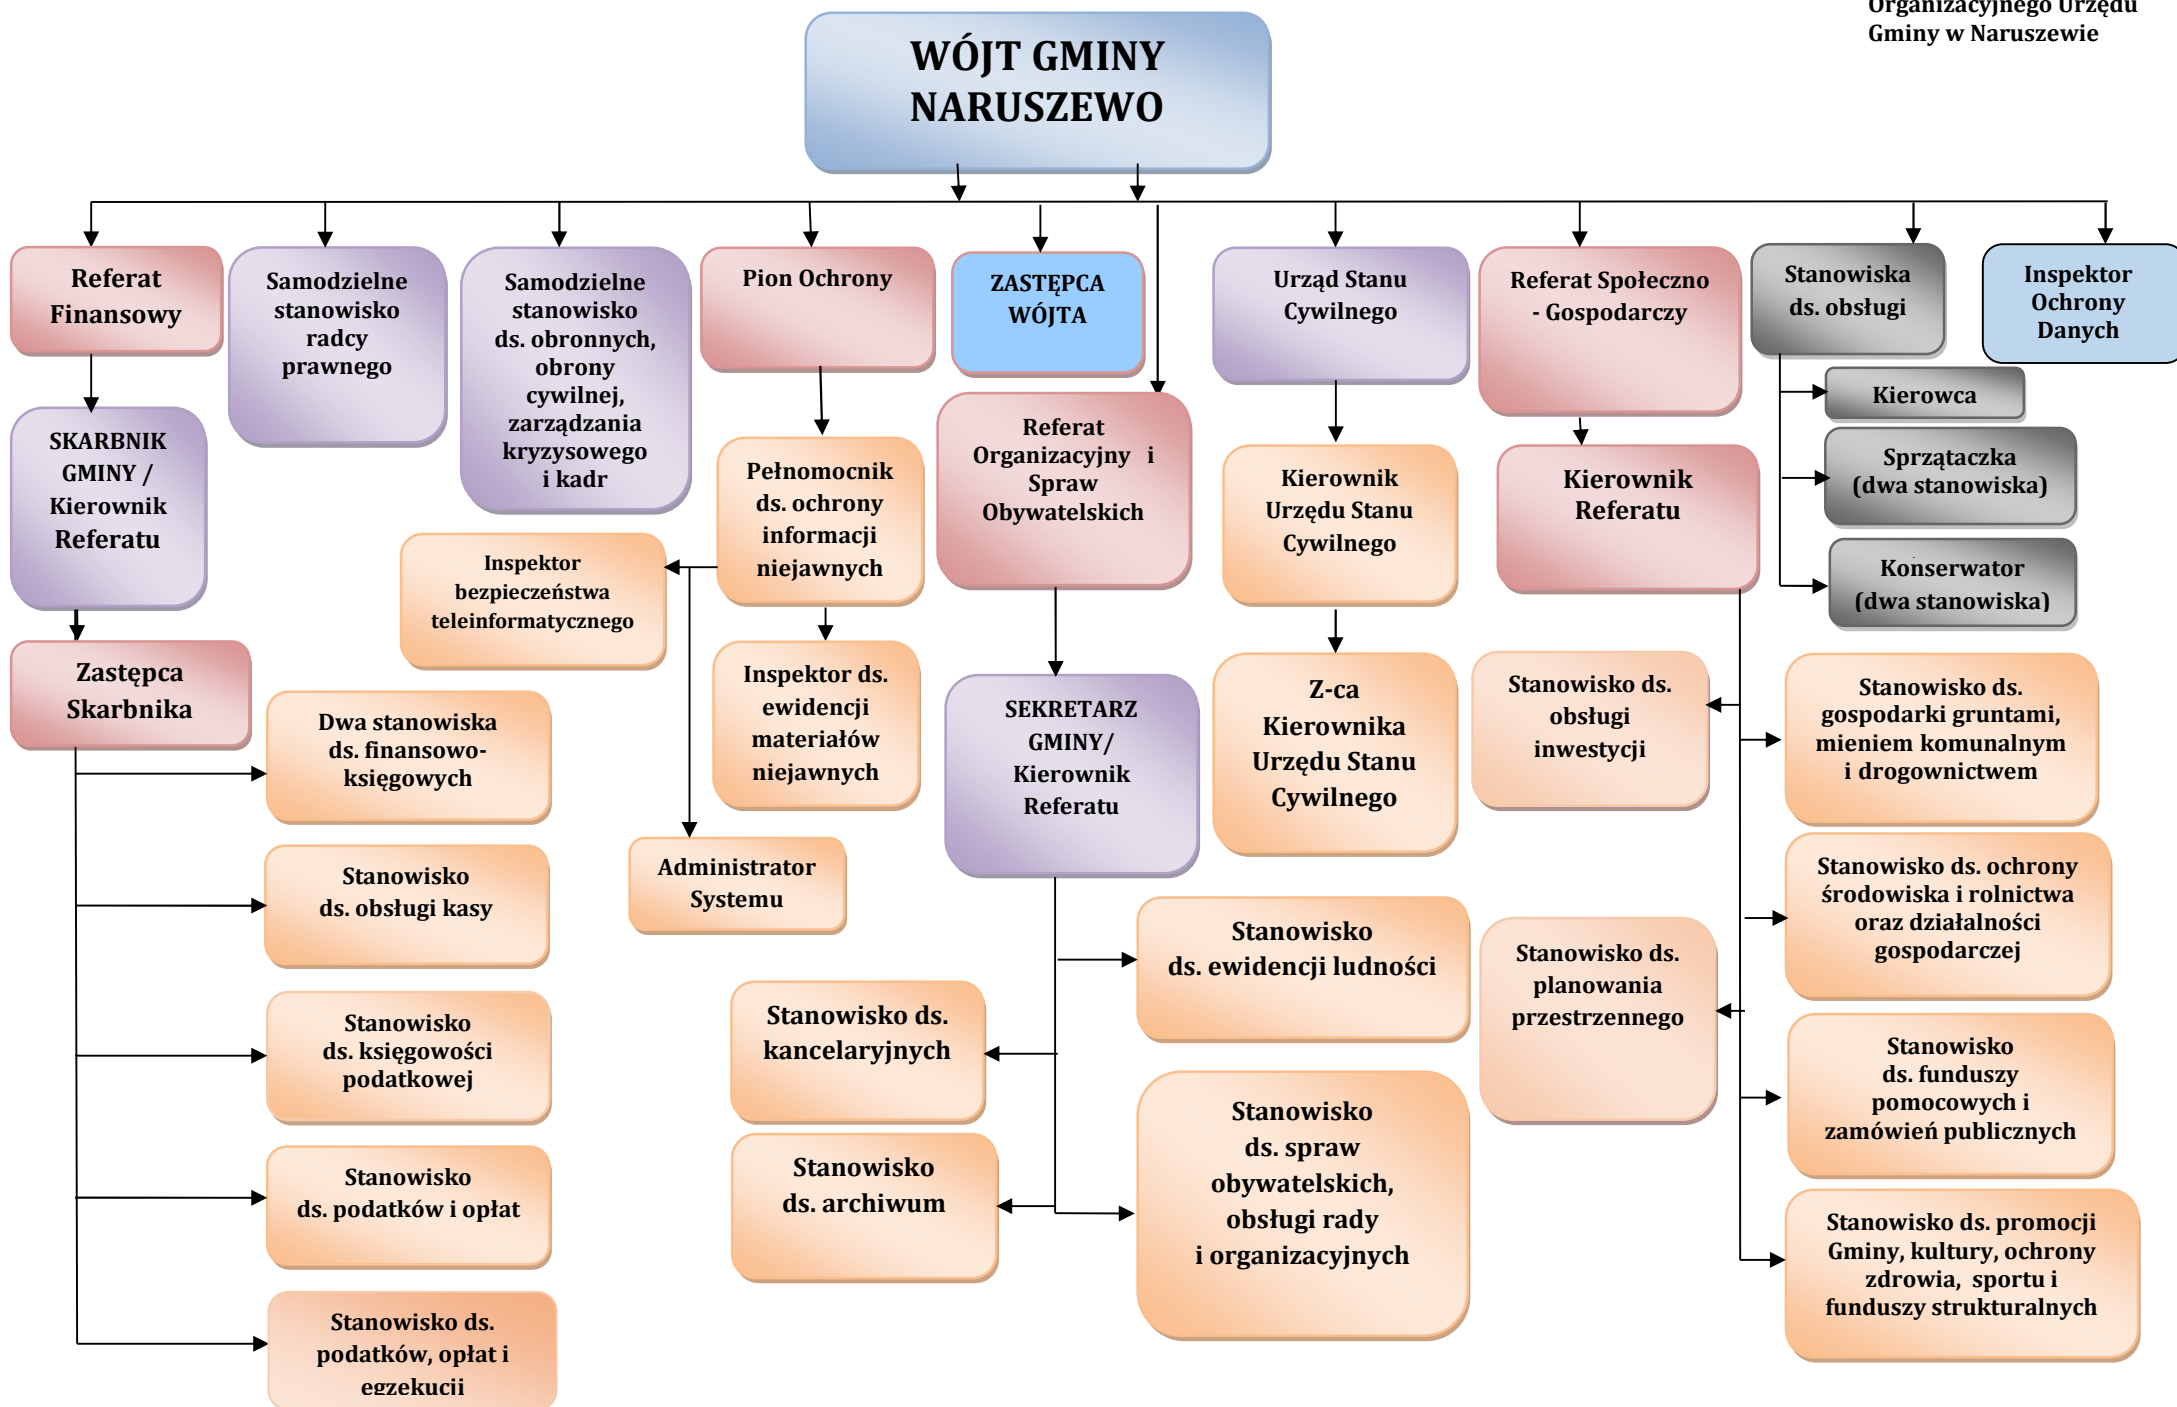 Organizacyjnego Urzędu
Gminy w Naruszewie
WÓJT GMINY
NARUSZEWO
Referat
Finansowy
Samodzielne
stanowisko
radcy
prawnego
Samodzielne
stanowisko
ds. obronnych,
obrony
cywilnej,
zarządzania
kryzysowego
i kadr
Pion Ochrony
ZASTĘPCA
WÓJTA
Urząd Stanu
Cywilnego
Referat Społeczno
- Gospodarczy
Stanowiska
ds. obsługi
Inspektor
Ochrony
Danych
Kierowca
Sprzątaczka
(dwa stanowiska)
Konserwator
(dwa stanowiska)
SKARBNIK
GMINY /
Kierownik
Referatu
Pełnomocnik
ds. ochrony
informacji
niejawnych
Referat
Organizacyjny i
Spraw
Obywatelskich
Kierownik
Urzędu Stanu
Cywilnego
Kierownik
Referatu
Inspektor
bezpieczeństwa
teleinformatycznego
Zastępca
Skarbnika
Inspektor ds.
ewidencji
materiałów
niejawnych
SEKRETARZ
GMINY/
Kierownik
Referatu
Z-ca
Kierownika
Urzędu Stanu
Cywilnego
Stanowisko ds.
obsługi
inwestycji
Stanowisko ds.
gospodarki gruntami,
mieniem komunalnym
i drogownictwem
Dwa stanowiska
ds. finansowo-
księgowych
Administrator
Systemu
Stanowisko
ds. obsługi kasy
Stanowisko
ds. ewidencji ludności
Stanowisko ds.
planowania
przestrzennego
Stanowisko ds. ochrony
środowiska i rolnictwa
oraz działalności
gospodarczej
Stanowisko
ds. księgowości
podatkowej
Stanowisko ds.
kancelaryjnych
Stanowisko
ds. funduszy
pomocowych i
zamówień publicznych
Stanowisko
ds. podatków i opłat
Stanowisko
ds. archiwum
Stanowisko
ds. spraw
obywatelskich,
obsługi rady
i organizacyjnych
Stanowisko ds. promocji
Gminy, kultury, ochrony
zdrowia, sportu i
funduszy strukturalnych
Stanowisko ds.
podatków, opłat i
egzekucji